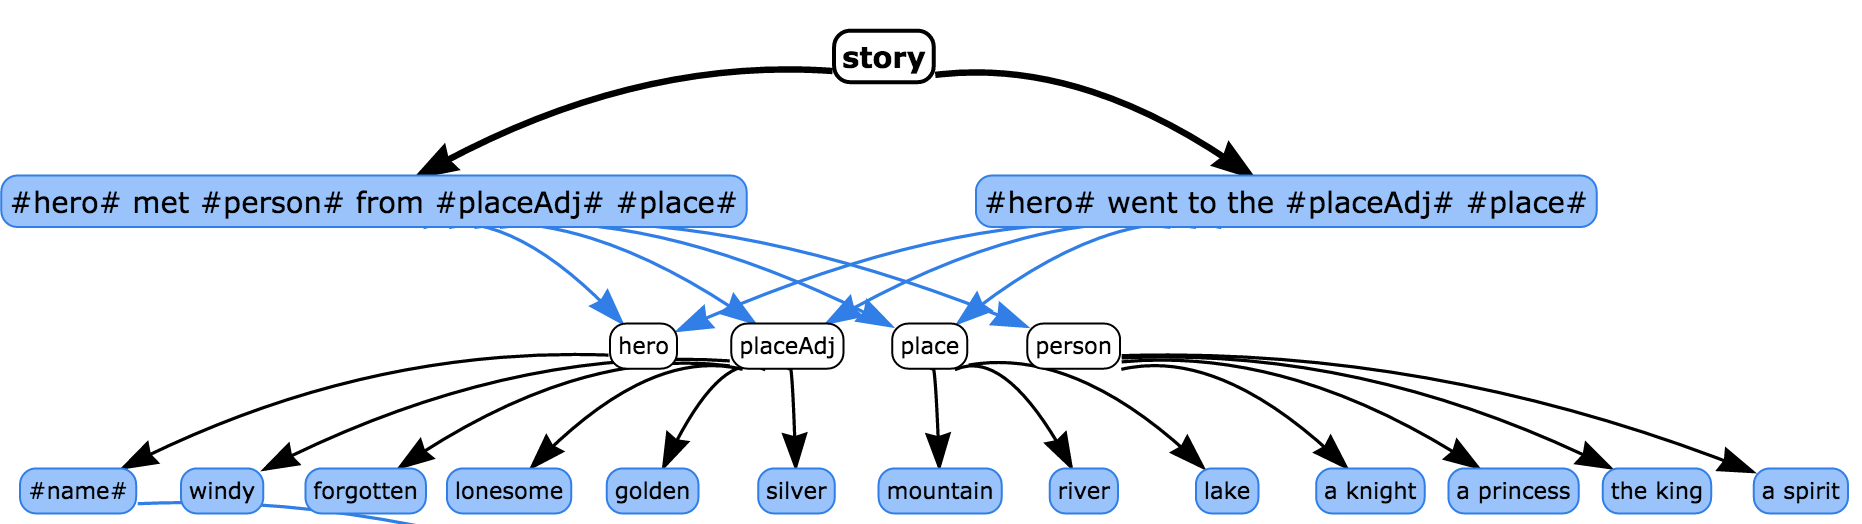 story
#hero# met #person# from #placeAdj# #place#
#hero# went to the #placeAdj# #place#
hero
placeAdj
place
person
#name#
windy
forgotten
lonesome
golden
silver
mountain
river
lake
a knight
a princess
the king
a spirit